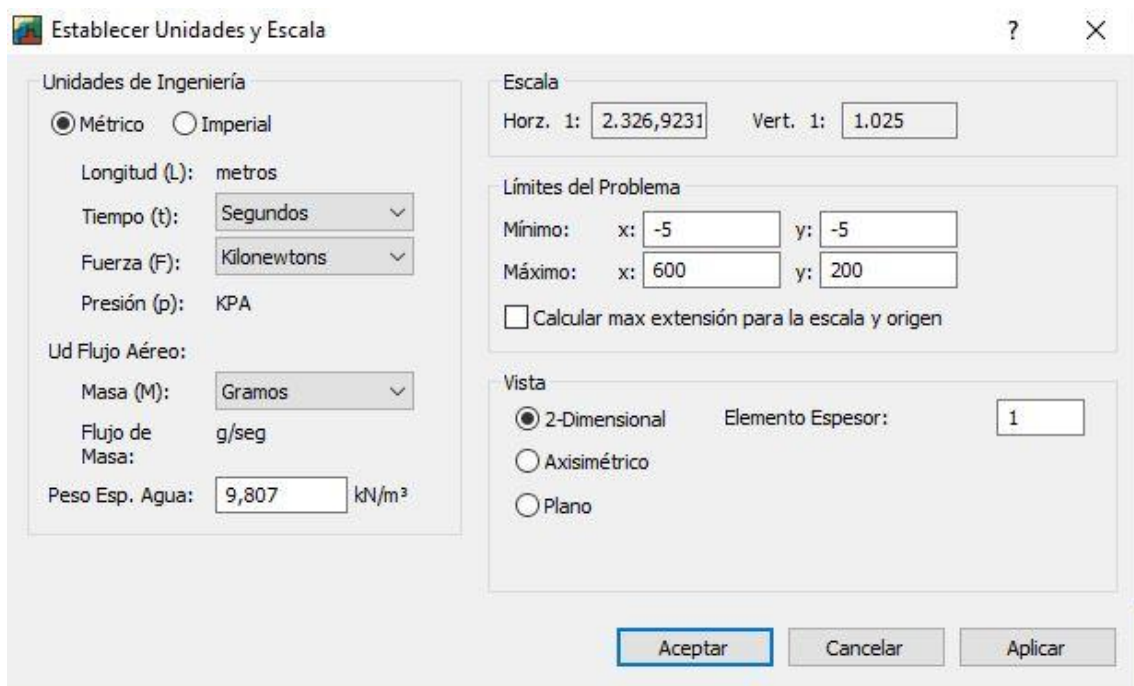 Establecer Unidades y Escala
?
Unidades de Ingeniería
Métrico Imperial
Longitud (L): metros
Tiempo (t): Segundos
Fuerza (F): Kilonewtons
Presión (p): KPA
Ud Flujo Aéreo:
Masa (M): Gramos
Flujo de g/seg
Masa:
Peso Esp. Agua: 9,807 kN/m³
Escala
Horz. 1: 2.326,9231 Vert. 1: 1.025
Límites del Problema
Mínimo: x: -5 y: -5
Máximo: x: 600 y: 200
Calcular max extensión para la escala y origen
Vista
2-Dimensional Elemento Espesor: 1
Axisimétrico
Plano
Aceptar Cancelar Aplicar